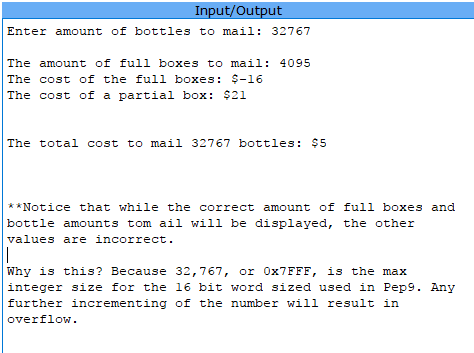 Input/Output
Enter amount of bottles to mail: 32767
The amount of full boxes to mail: 4095
The cost of the full boxes: $-16
The cost of a partial box: $21
The total cost to mail 32767 bottles: $5
**Notice that while the correct amount of full boxes and
bottle amounts tom ail will be displayed, the other
values are incorrect.
Why is this? Because 32,767, or 0x7FFF, is the max
integer size for the 16 bit word sized used in Pep9. Any
further incrementing of the number will result in
overflow.